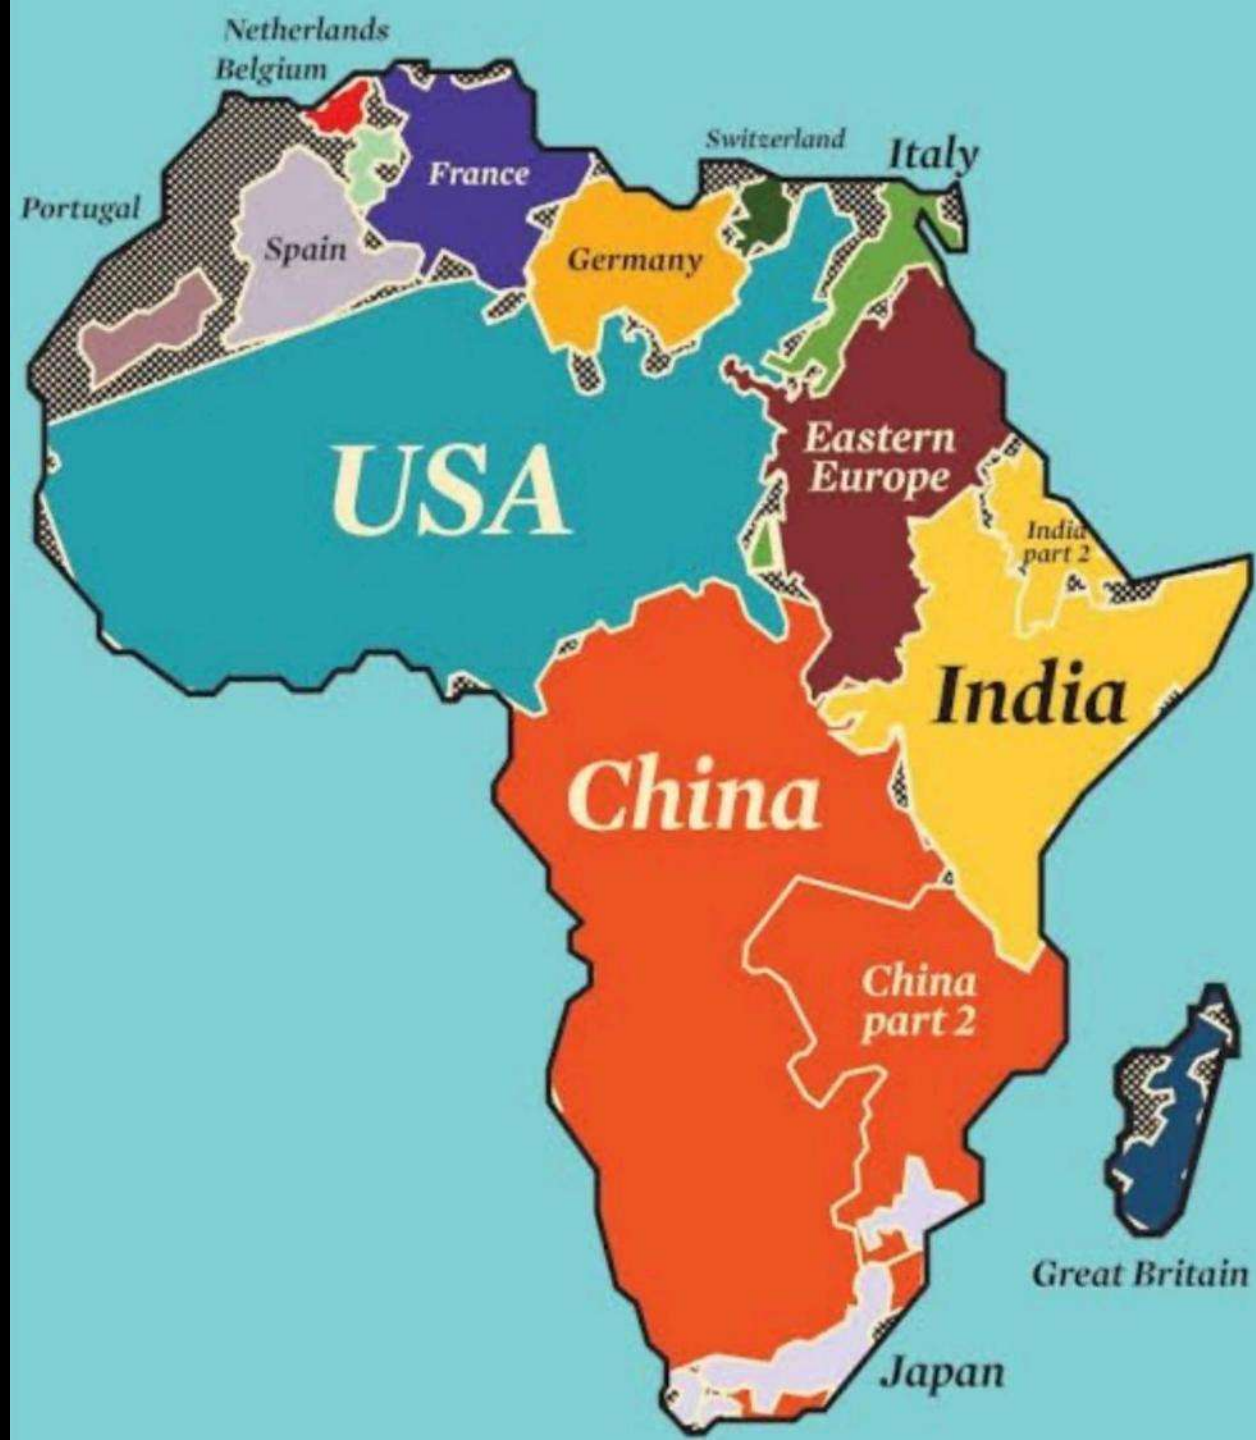 Netherlands
Belgium
Switzerland
Italy
France
Portugal
Spain
Germany
USA
Eastern
Europe
India
part 2
India
China
China
part 2
Great Britain
Japan